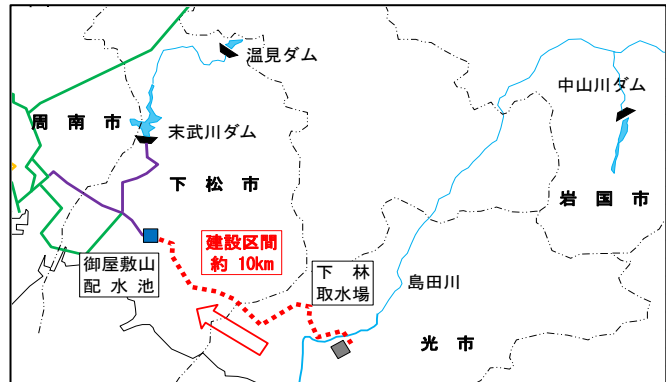 温見ダム
中山川ダム
周南市
末武川ダム
下松市
岩国市
建設区間
約 10km
御屋敷山
配水池
下林
取水場
島田川
光市